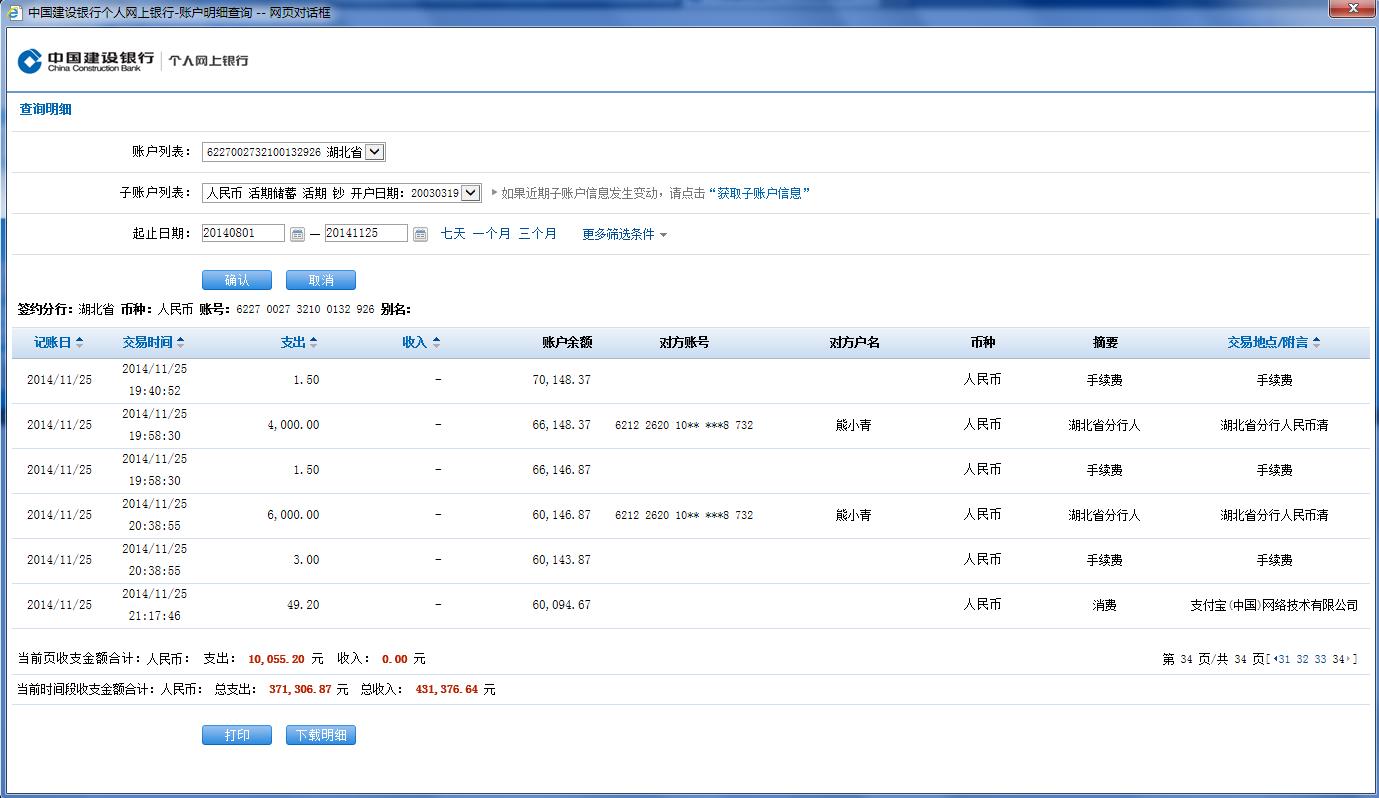 中国建设银行个人网上银行-账户明细查询 -- 网页对话框
中国建设银行 个人网上银行
China Construction Bank
查询明细
账户列表： 6227002732100132926 湖北省
子账户列表： 人民币 活期储蓄 活期 钞 开户日期：20030319 如果近期子账户信息发生变动，请点击“获取子账户信息”
起止日期： 20140801 — 20141125 七天 一个月 三个月 更多筛选条件
确认 取消
签约分行：湖北省 币种：人民币 账号：6227 0027 3210 0132 926 别名：
记账日 交易时间 支出 收入 账户余额 对方账号 对方户名 币种 摘要 交易地点/附言
2014/11/25 2014/11/25 19:40:52 1.50 - 70,148.37 人民币 手续费 手续费
2014/11/25 2014/11/25 19:58:30 4,000.00 - 66,148.37 6212 2620 10** ***8 732 熊小青 人民币 湖北省分行人 湖北省分行人民币清
2014/11/25 2014/11/25 19:58:30 1.50 - 66,146.87 人民币 手续费 手续费
2014/11/25 2014/11/25 20:38:55 6,000.00 - 60,146.87 6212 2620 10** ***8 732 熊小青 人民币 湖北省分行人 湖北省分行人民币清
2014/11/25 2014/11/25 20:38:55 3.00 - 60,143.87 人民币 手续费 手续费
2014/11/25 2014/11/25 21:17:46 49.20 - 60,094.67 人民币 消费 支付宝(中国)网络技术有限公司
当前页收支金额合计：人民币： 支出： 10,055.20 元 收入： 0.00 元 第 34 页/共 34 页[31 32 33 34]
当前时间段收支金额合计：人民币： 总支出： 371,306.87 元 总收入： 431,376.64 元
打印 下载明细